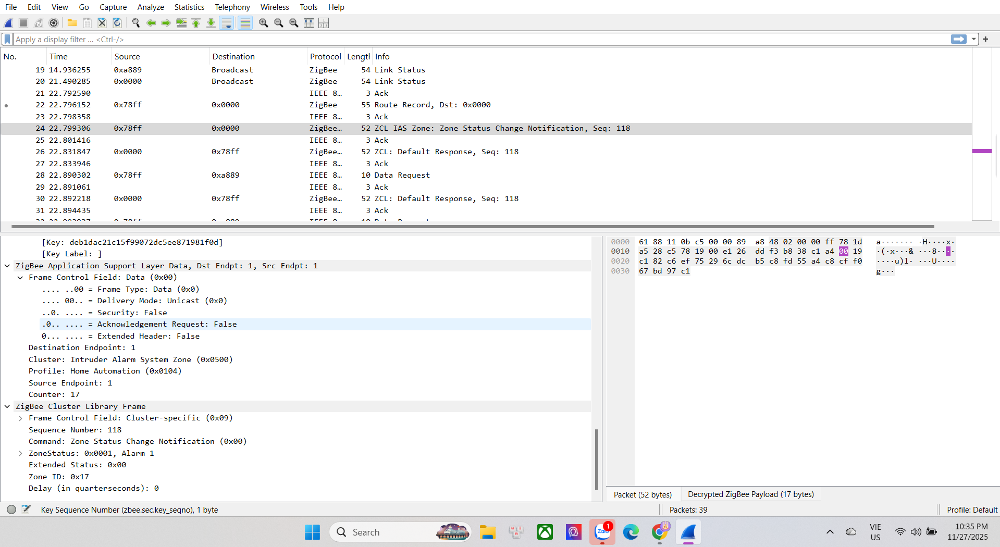 File Edit View Go Capture Analyze Statistics Telephony Wireless Tools Help
Apply a display filter ... <Ctrl-/>
No. Time Source Destination Protocol Length Info
19 14.936255 0xa889 Broadcast ZigBee 54 Link Status
20 21.490285 0x0000 Broadcast ZigBee 54 Link Status
21 22.792590 IEEE 8… 3 Ack
22 22.796152 0x78ff 0x0000 ZigBee 55 Route Record, Dst: 0x0000
23 22.798358 IEEE 8… 3 Ack
24 22.799306 0x78ff 0x0000 ZigBee… 52 ZCL IAS Zone: Zone Status Change Notification, Seq: 118
25 22.801416 IEEE 8… 3 Ack
26 22.831847 0x0000 0x78ff ZigBee… 52 ZCL: Default Response, Seq: 118
27 22.833946 IEEE 8… 3 Ack
28 22.890302 0x78ff 0xa889 IEEE 8… 10 Data Request
29 22.891061 IEEE 8… 3 Ack
30 22.892218 0x0000 0x78ff ZigBee… 52 ZCL: Default Response, Seq: 118
31 22.894435 IEEE 8… 3 Ack
[Key: deb1dac21c15f99072dc5ee871981f0d]
[Key Label: ]
ZigBee Application Support Layer Data, Dst Endpt: 1, Src Endpt: 1
Frame Control Field: Data (0x00)
.... ..00 = Frame Type: Data (0x0)
.... 00.. = Delivery Mode: Unicast (0x0)
..0. .... = Security: False
.0.. .... = Acknowledgement Request: False
0... .... = Extended Header: False
Destination Endpoint: 1
Cluster: Intruder Alarm System Zone (0x0500)
Profile: Home Automation (0x0104)
Source Endpoint: 1
Counter: 17
ZigBee Cluster Library Frame
Frame Control Field: Cluster-specific (0x09)
Sequence Number: 118
Command: Zone Status Change Notification (0x00)
ZoneStatus: 0x0001, Alarm 1
Extended Status: 0x00
Zone ID: 0x17
Delay (in quarterseconds): 0
0000 61 88 11 0b c5 00 00 89 a8 48 02 00 00 ff 78 1d a······· ·H····x·
0010 a5 28 c5 78 19 00 e1 26 dd f3 b8 38 c1 a4 00 19 ·(·x···& ···8····
0020 c1 82 c6 ef 75 29 6c dc b5 c8 fd 55 a4 c8 cf f0 ····u)l· ···U····
0030 67 bd 97 c1 g···
Packet (52 bytes) Decrypted ZigBee Payload (17 bytes)
Key Sequence Number (zbee.sec.key_seqno), 1 byte Packets: 39 Profile: Default
Search
Zalo 1
VIE
US
10:35 PM
11/27/2025